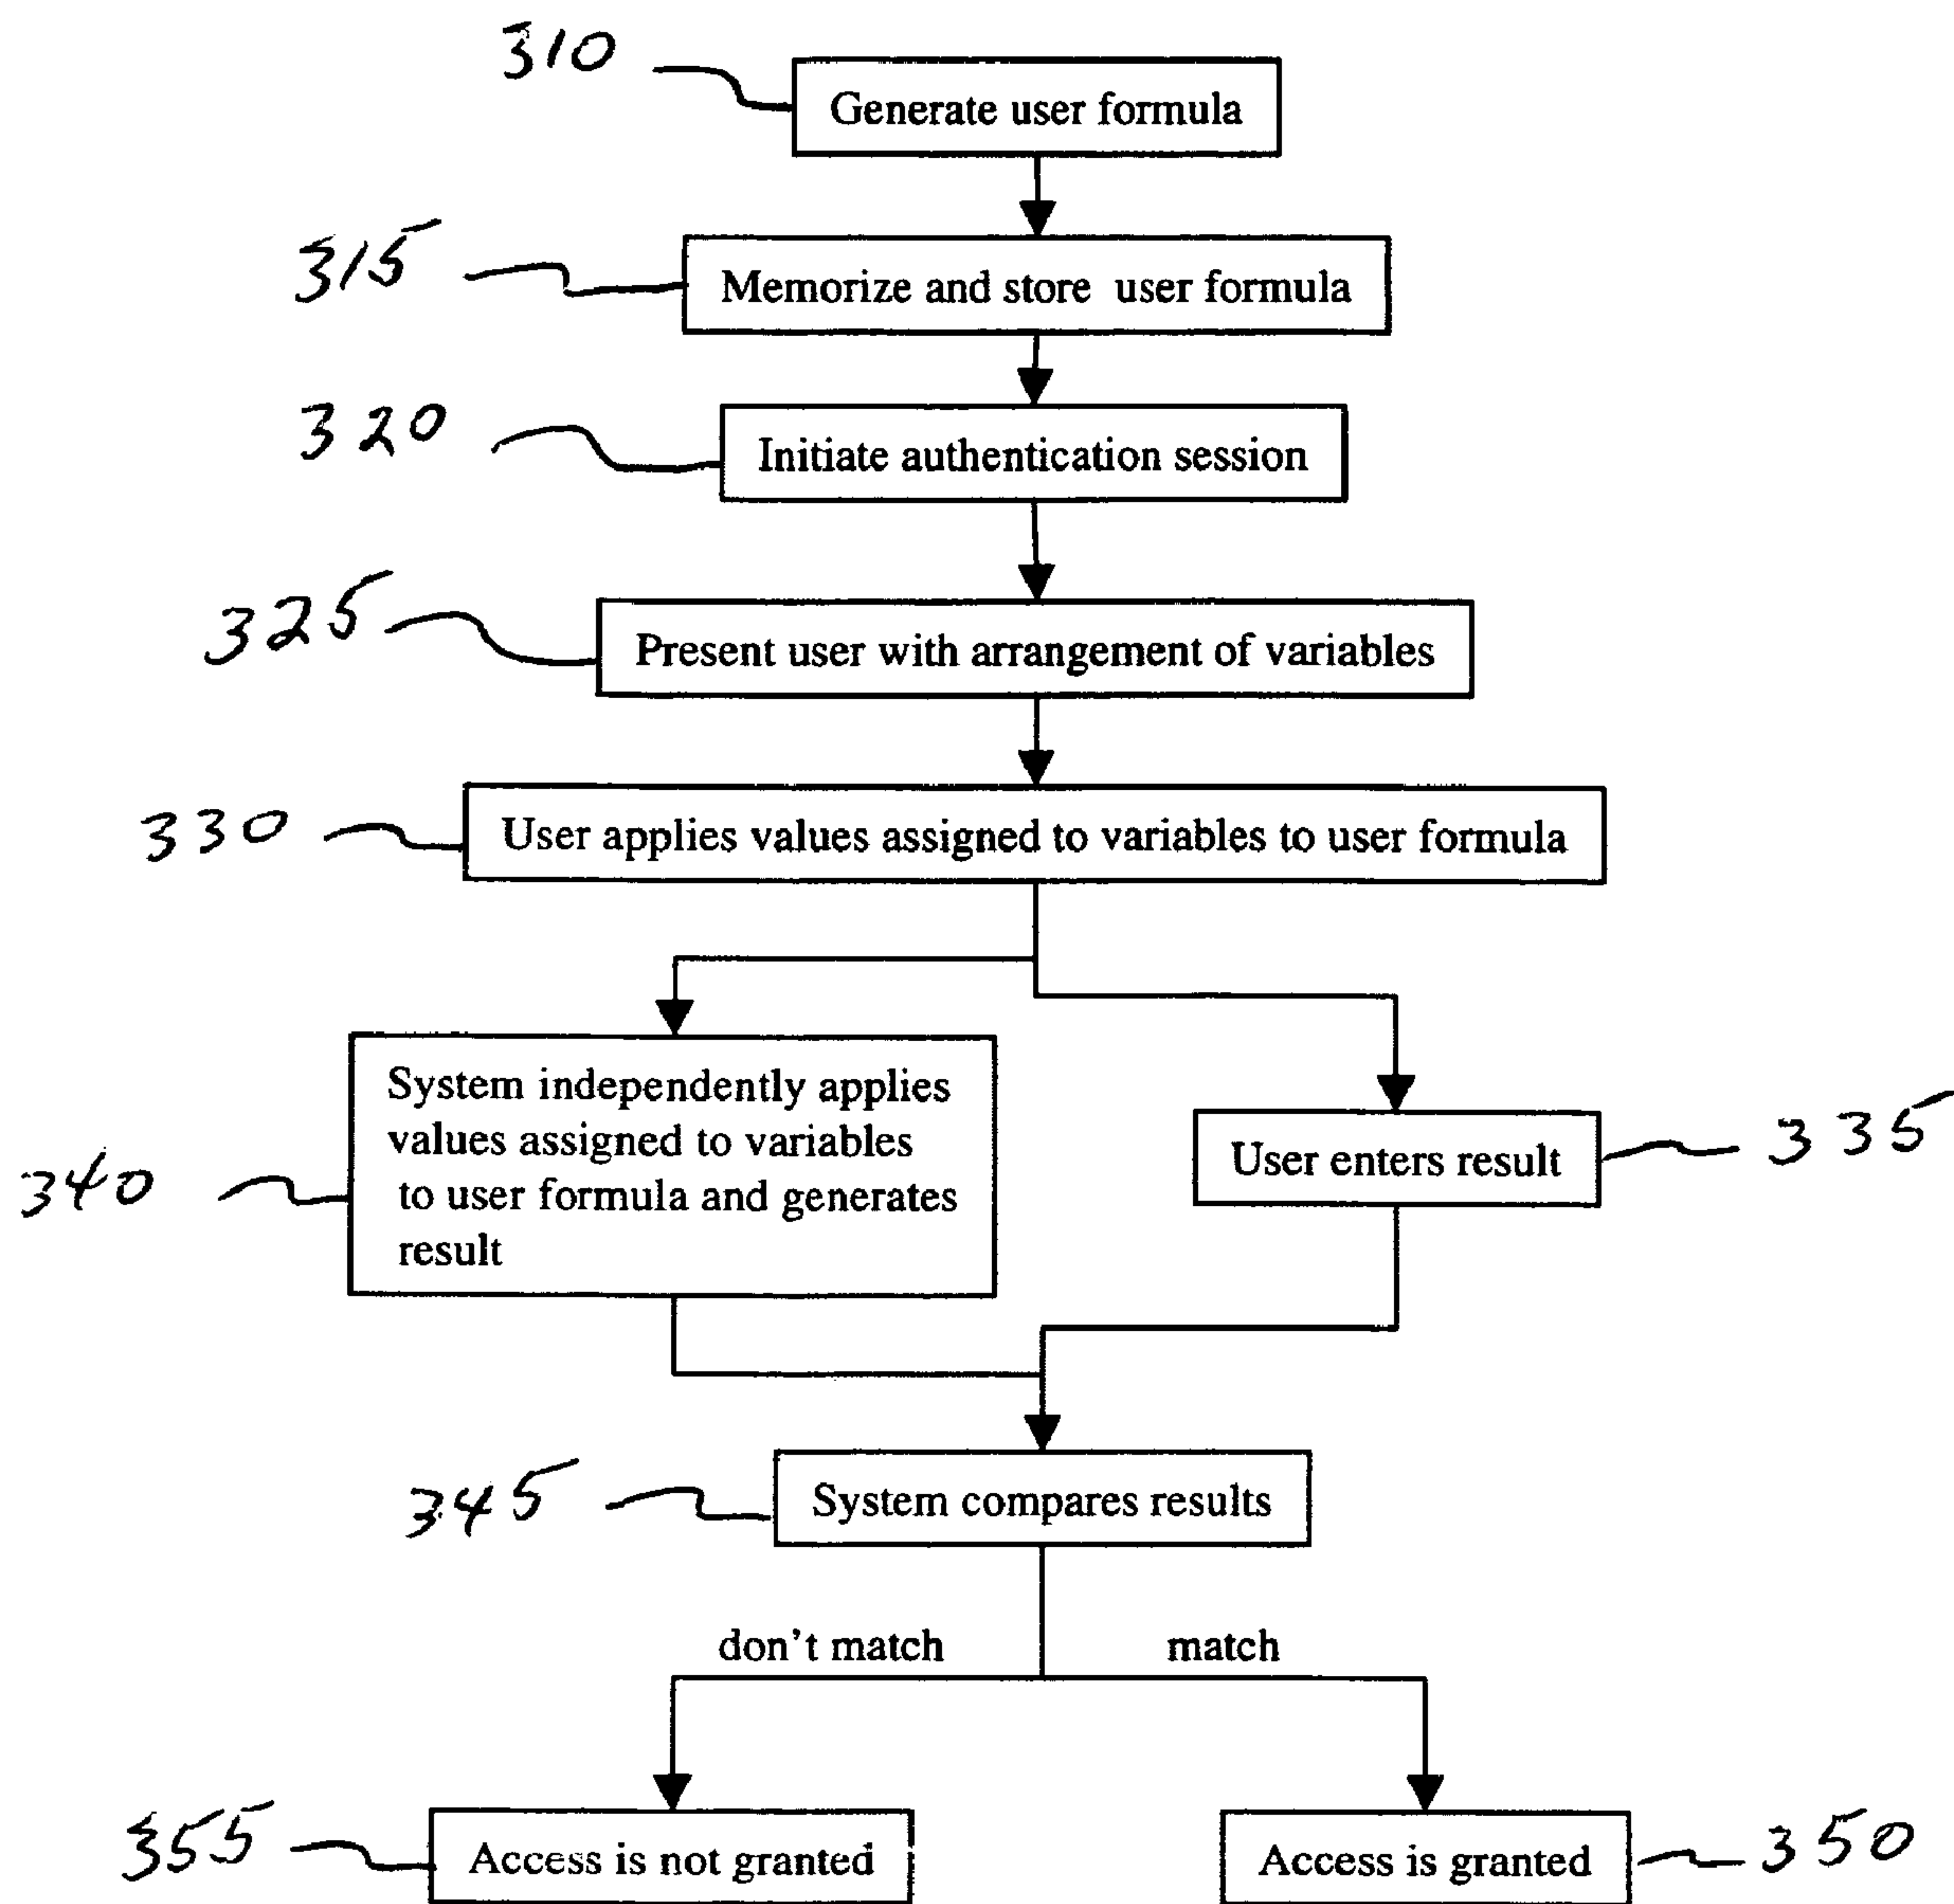 310
Generate user formula
315
Memorize and store user formula
320
Initiate authentication session
325
Present user with arrangement of variables
330
User applies values assigned to variables to user formula
340
System independently applies
values assigned to variables
to user formula and generates
result
User enters result
335
345
System compares results
don't match
match
355
Access is not granted
Access is granted
350